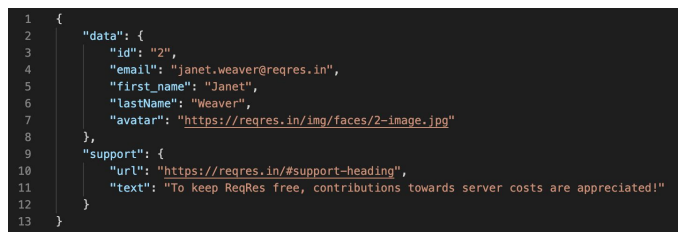 1 {
2 "data": {
3 "id": "2",
4 "email": "janet.weaver@reqres.in",
5 "first_name": "Janet",
6 "lastName": "Weaver",
7 "avatar": "https://reqres.in/img/faces/2-image.jpg"
8 },
9 "support": {
10 "url": "https://reqres.in/#support-heading",
11 "text": "To keep ReqRes free, contributions towards server costs are appreciated!"
12 }
13 }